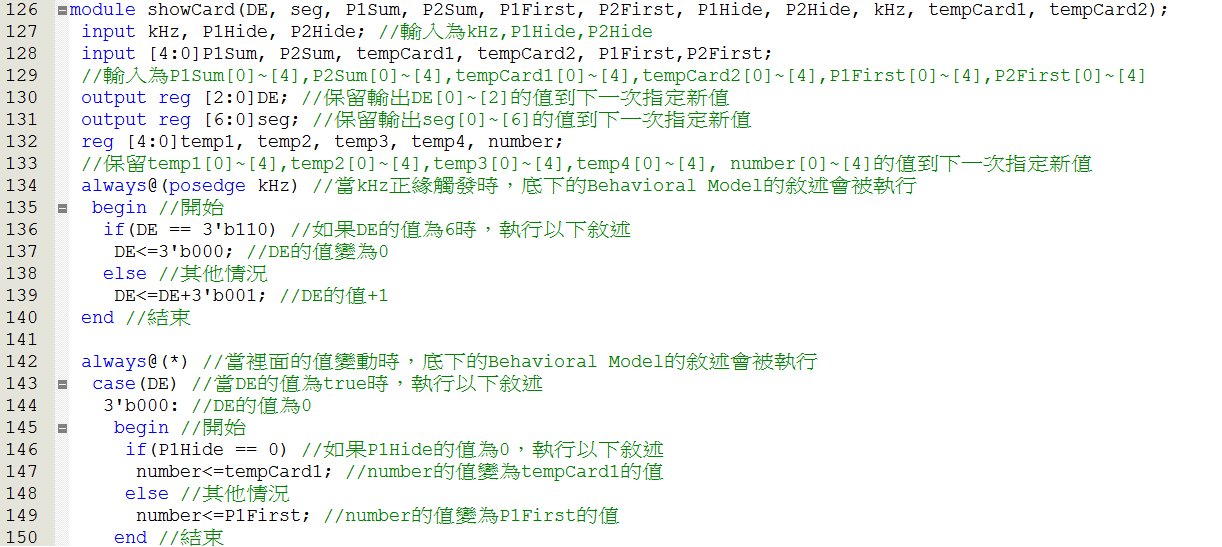 126 module showCard(DE, seg, P1Sum, P2Sum, P1First, P2First, P1Hide, P2Hide, kHz, tempCard1, tempCard2);
127 input kHz, P1Hide, P2Hide; //輸入為kHz,P1Hide,P2Hide
128 input [4:0]P1Sum, P2Sum, tempCard1, tempCard2, P1First,P2First;
129 //輸入為P1Sum[0]~[4],P2Sum[0]~[4],tempCard1[0]~[4],tempCard2[0]~[4],P1First[0]~[4],P2First[0]~[4]
130 output reg [2:0]DE; //保留輸出DE[0]~[2]的值到下一次指定新值
131 output reg [6:0]seg; //保留輸出seg[0]~[6]的值到下一次指定新值
132 reg [4:0]temp1, temp2, temp3, temp4, number;
133 //保留temp1[0]~[4],temp2[0]~[4],temp3[0]~[4],temp4[0]~[4], number[0]~[4]的值到下一次指定新值
134 always@(posedge kHz) //當kHz正緣觸發時，底下的Behavioral Model的敘述會被執行
135 begin //開始
136 if(DE == 3'b110) //如果DE的值為6時，執行以下敘述
137 DE<=3'b000; //DE的值變為0
138 else //其他情況
139 DE<=DE+3'b001; //DE的值+1
140 end //結束
141
142 always@(*) //當裡面的值變動時，底下的Behavioral Model的敘述會被執行
143 case(DE) //當DE的值為true時，執行以下敘述
144 3'b000: //DE的值為0
145 begin //開始
146 if(P1Hide == 0) //如果P1Hide的值為0，執行以下敘述
147 number<=tempCard1; //number的值變為tempCard1的值
148 else //其他情況
149 number<=P1First; //number的值變為P1First的值
150 end //結束